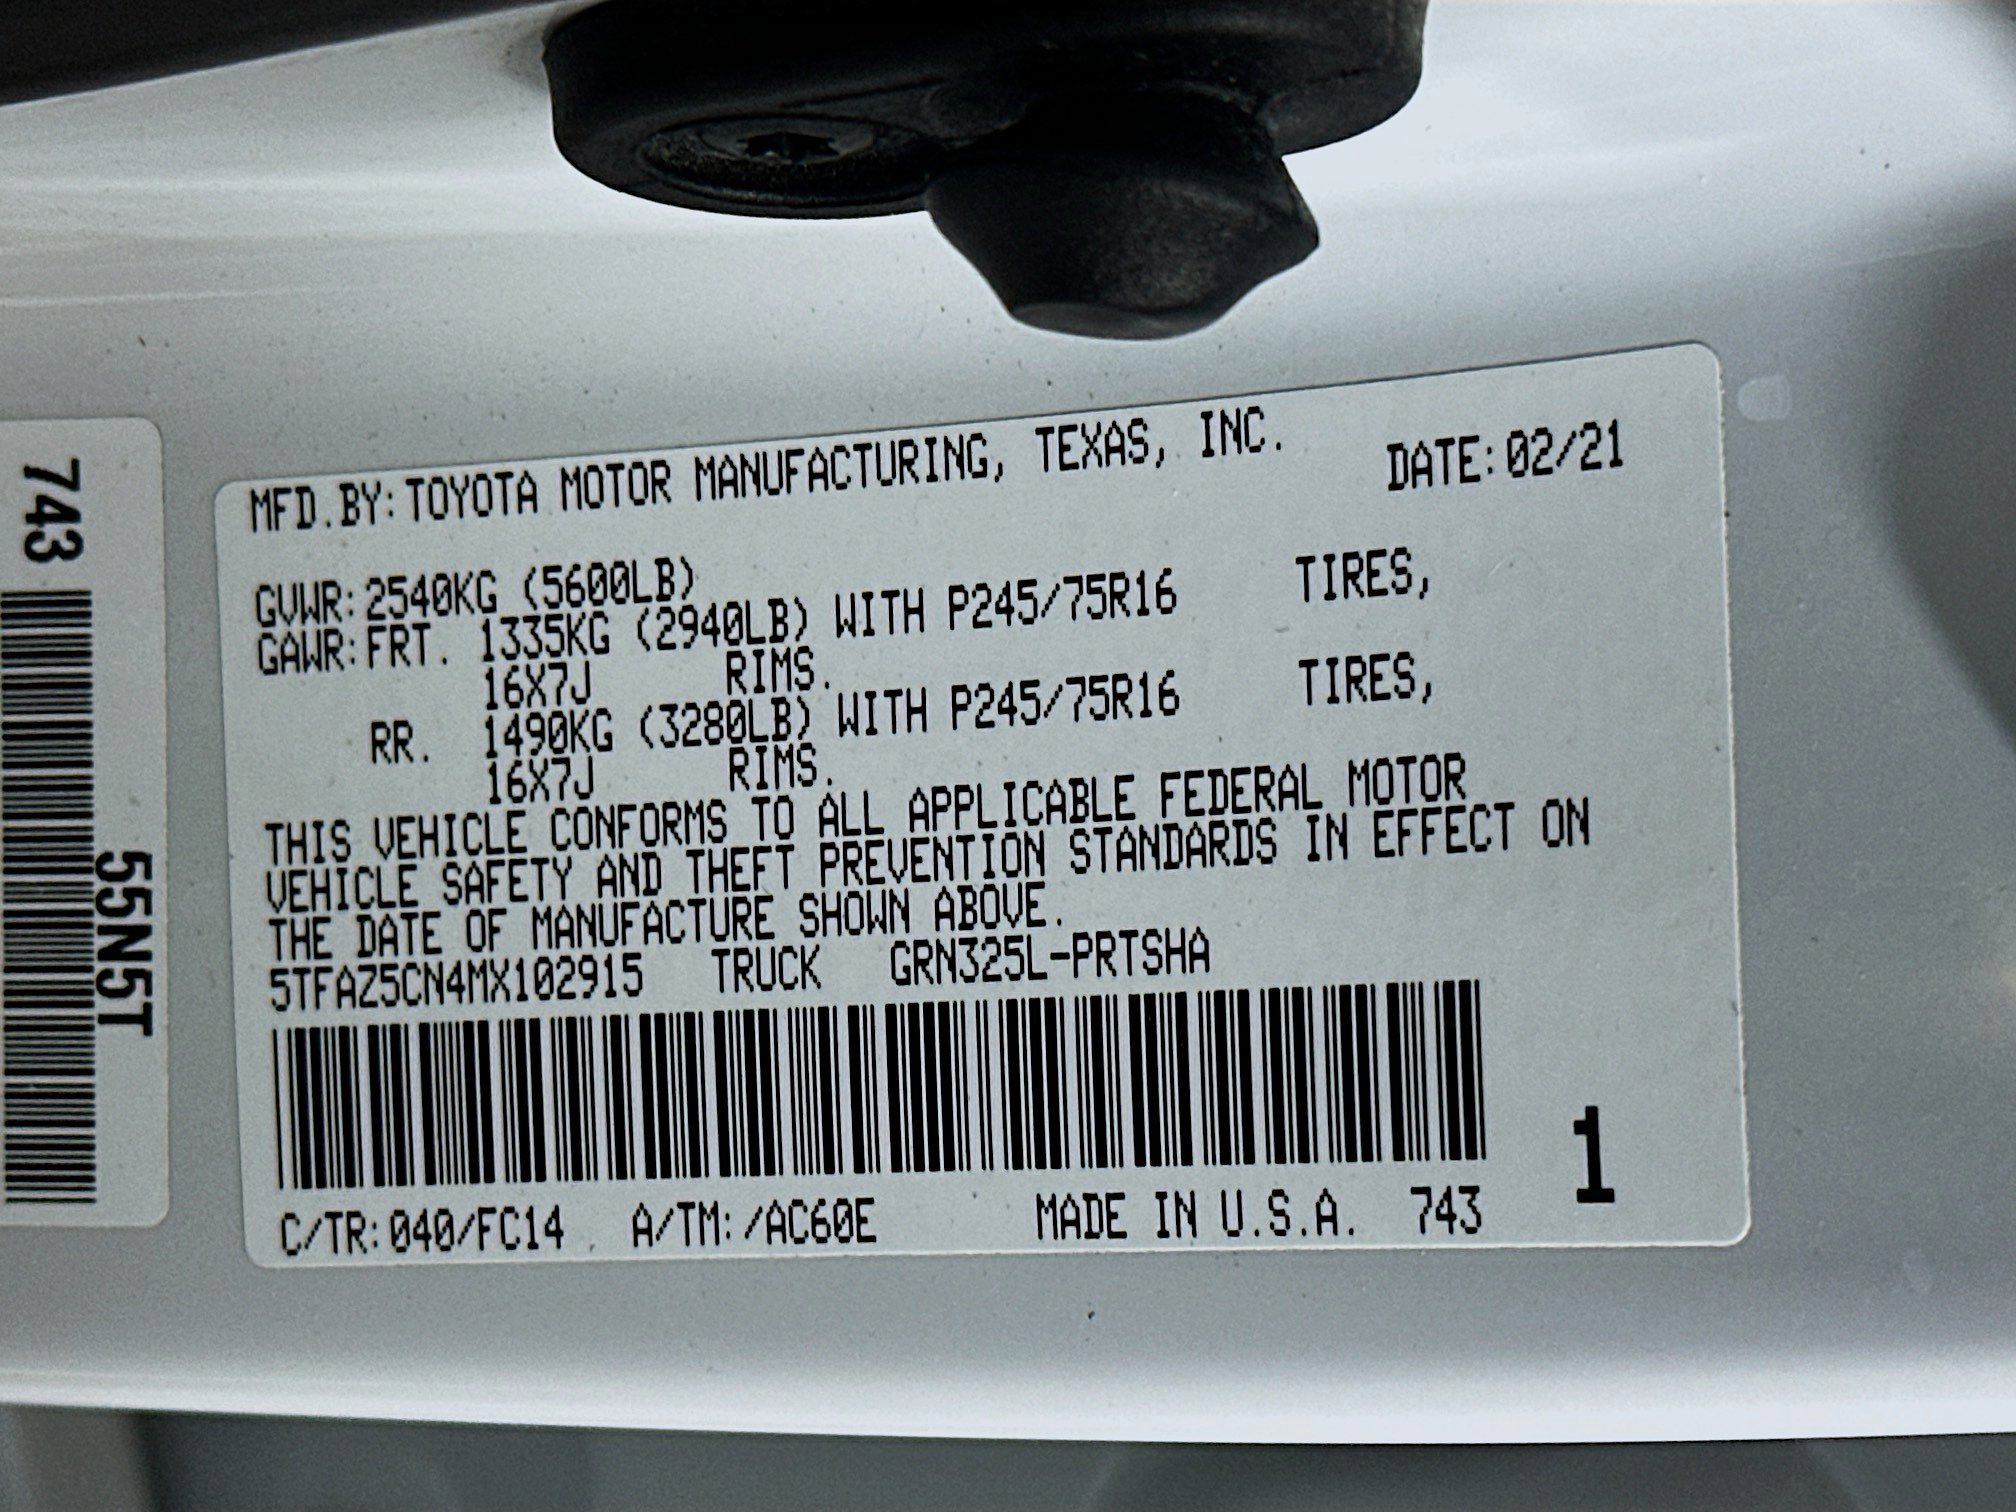 743
55N5T
MFD.BY:TOYOTA MOTOR MANUFACTURING, TEXAS, INC. DATE:02/21
GVWR:2540KG (5600LB)
GAWR:FRT. 1335KG (2940LB) WITH P245/75R16 TIRES,
16X7J RIMS.
RR. 1490KG (3280LB) WITH P245/75R16 TIRES,
16X7J RIMS.
THIS VEHICLE CONFORMS TO ALL APPLICABLE FEDERAL MOTOR
VEHICLE SAFETY AND THEFT PREVENTION STANDARDS IN EFFECT ON
THE DATE OF MANUFACTURE SHOWN ABOVE.
5TFAZ5CN4MX102915 TRUCK GRN325L-PRTSHA
1
C/TR:040/FC14 A/TM:/AC60E MADE IN U.S.A. 743